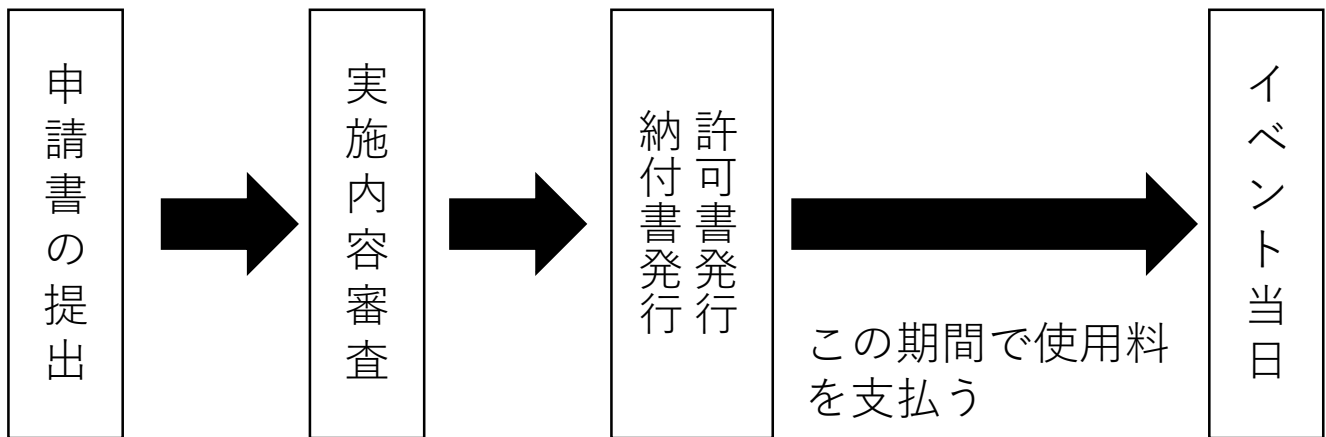 申請書の提出
実施内容審査
許可書発行
納付書発行
この期間で使用料
を支払う
イベント当日